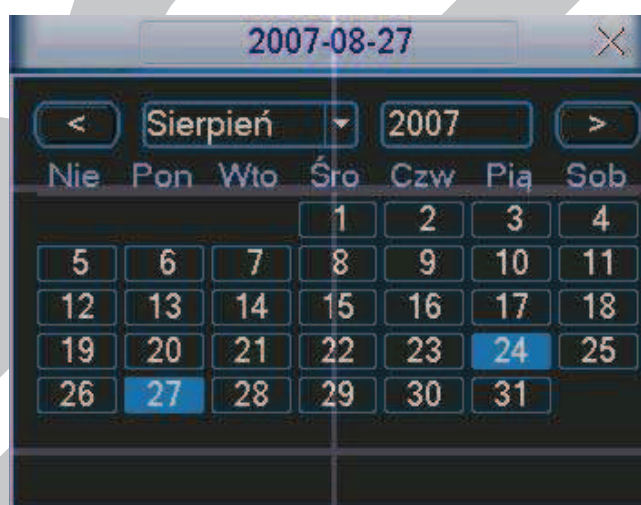 2007-08-27
< Sierpień 2007 >
Nie Pon Wto Śro Czw Pią Sob
1 2 3 4
5 6 7 8 9 10 11
12 13 14 15 16 17 18
19 20 21 22 23 24 25
26 27 28 29 30 31